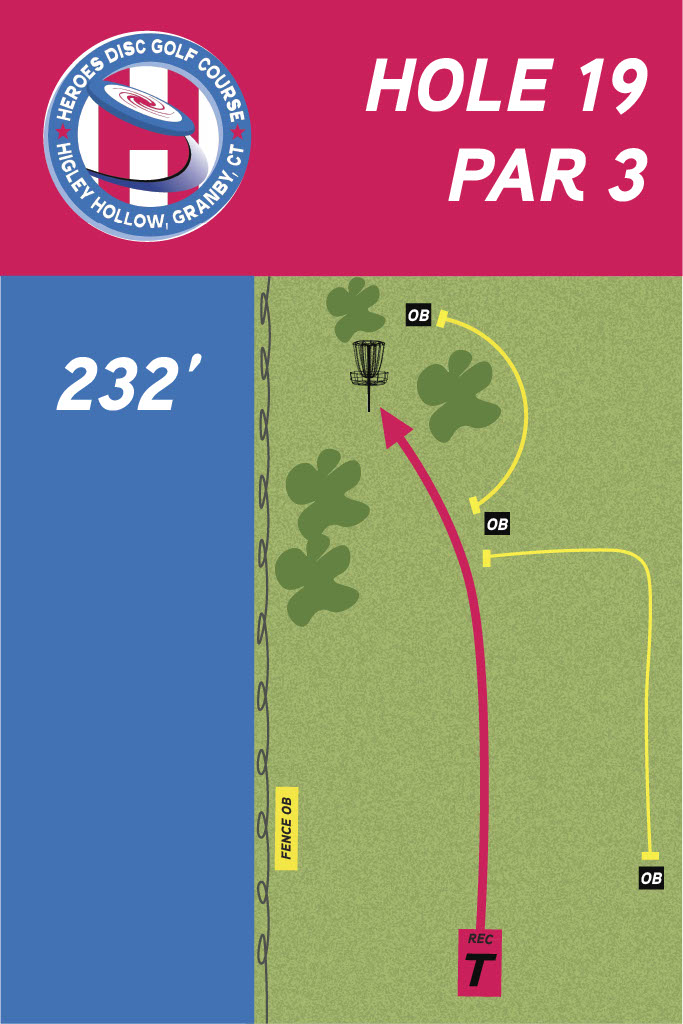 HEROES DISC GOLF COURSE
HIGLEY HOLLOW, GRANBY, CT
HOLE 19
PAR 3
232’
OB
OB
FENCE OB
OB
REC
T